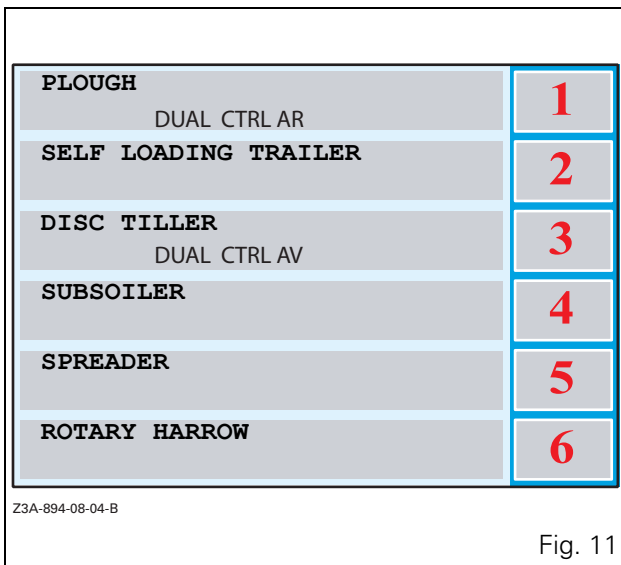 PLOUGH 1
DUAL CTRL AR
SELF LOADING TRAILER 2
DISC TILLER 3
DUAL CTRL AV
SUBSOILER 4
SPREADER 5
ROTARY HARROW 6
Z3A-894-08-04-B
Fig. 11